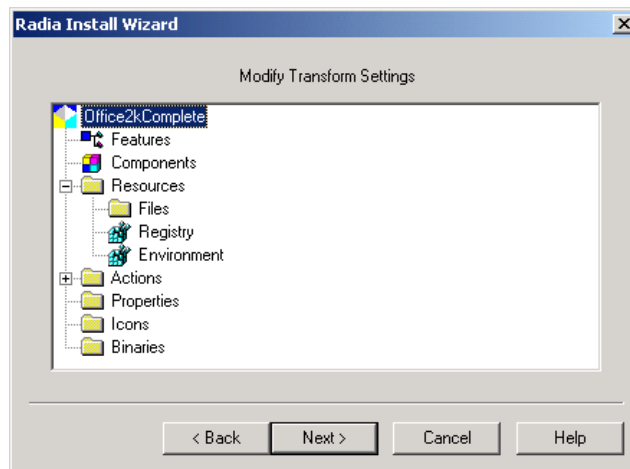 Radia Install Wizard
Modify Transform Settings
Office2kComplete
Features
Components
Resources
Files
Registry
Environment
Actions
Properties
Icons
Binaries
< Back Next > Cancel Help